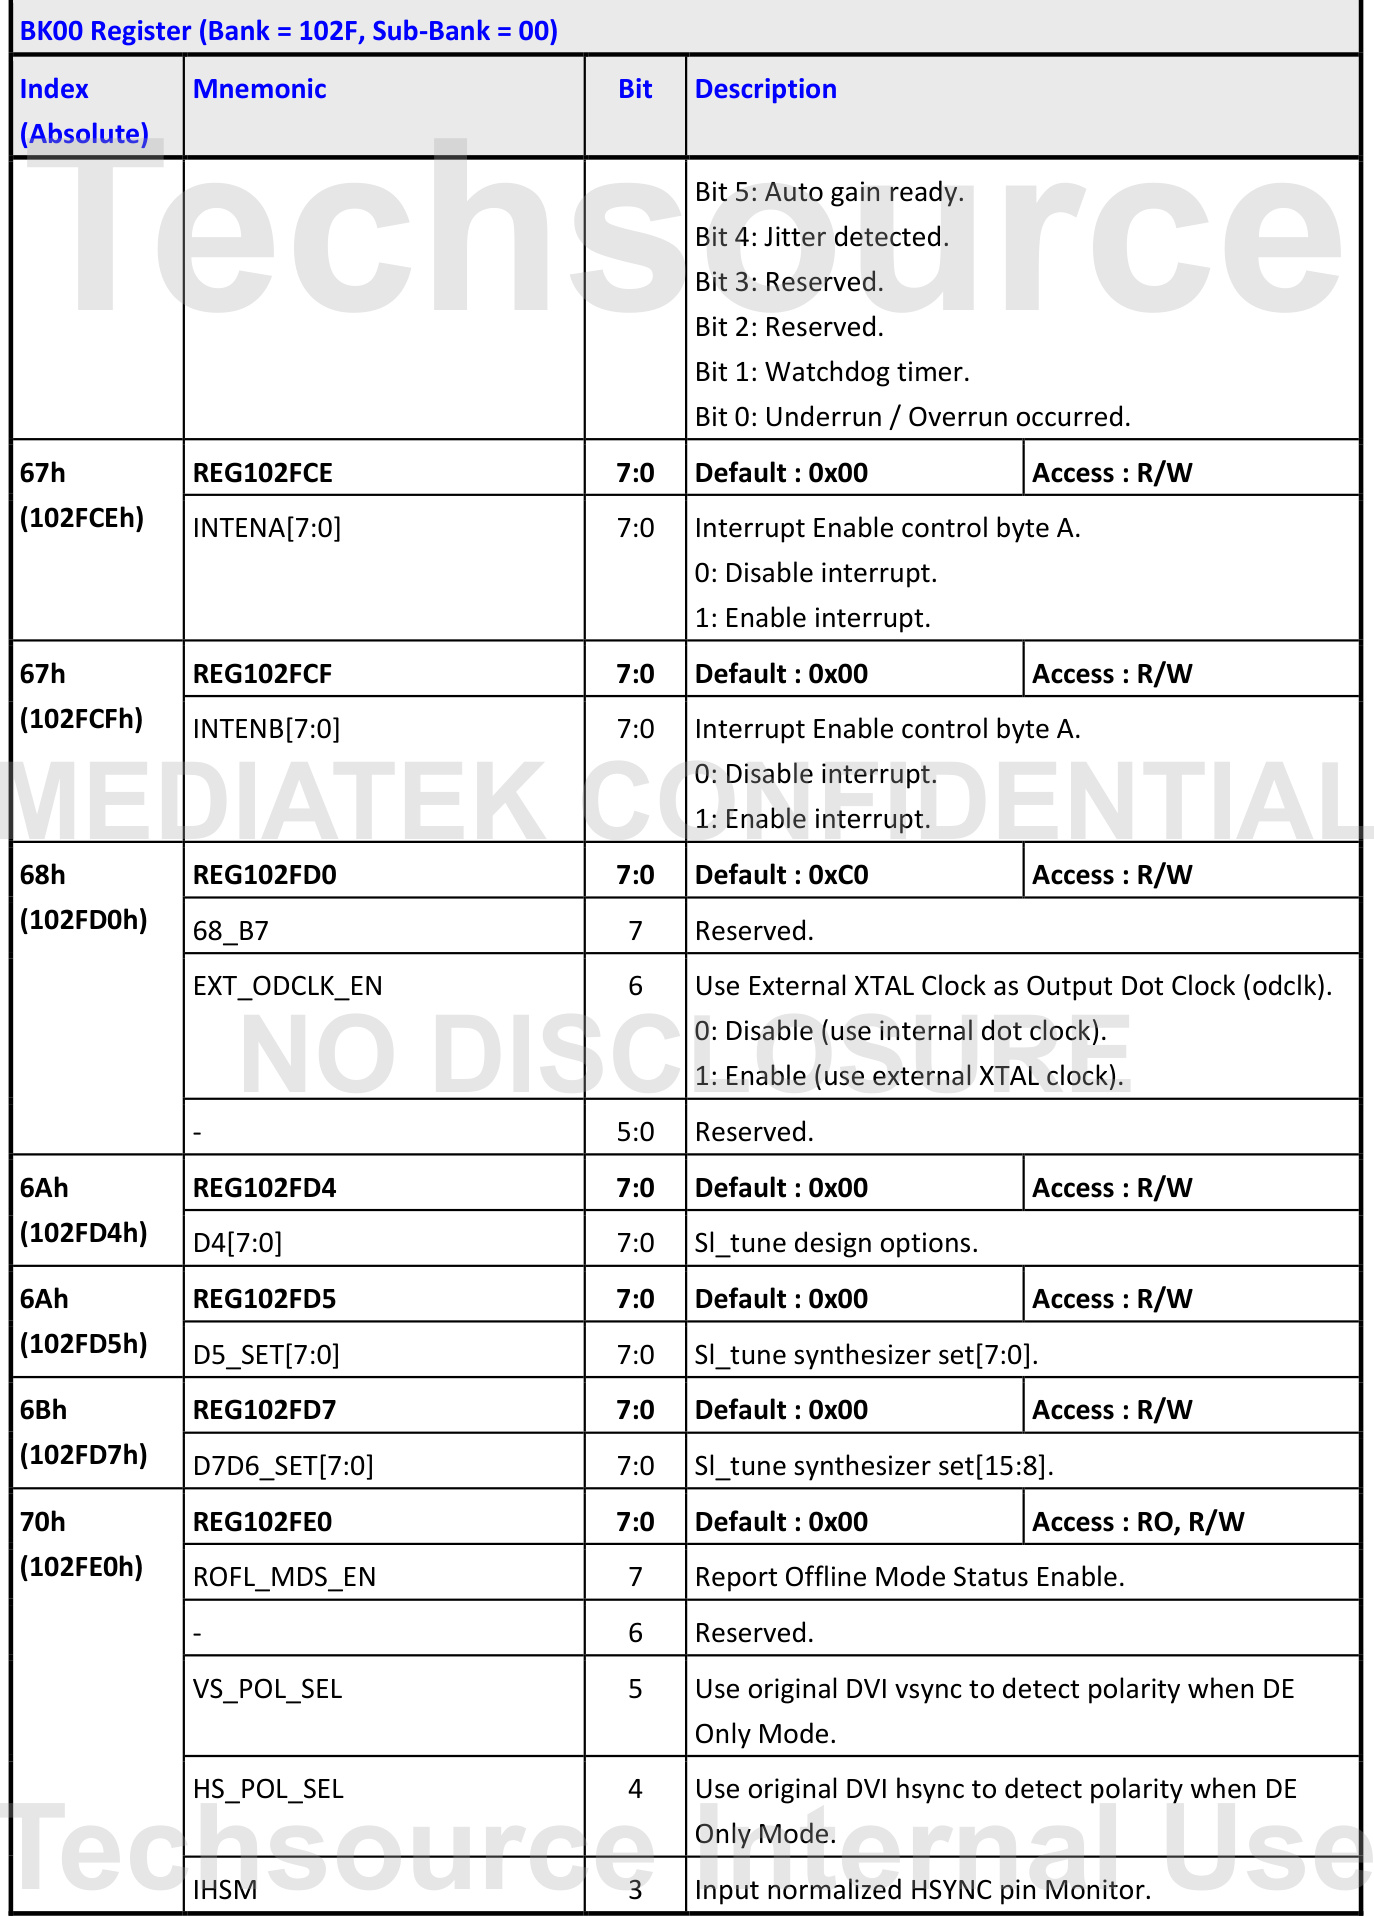 BK00 Register (Bank = 102F, Sub-Bank = 00)
Index Mnemonic Bit Description
(Absolute)
Techsource
Bit 5: Auto gain ready.
Bit 4: Jitter detected.
Bit 3: Reserved.
Bit 2: Reserved.
Bit 1: Watchdog timer.
Bit 0: Underrun / Overrun occurred.
67h REG102FCE 7:0 Default : 0x00 Access : R/W
(102FCEh) INTENA[7:0] 7:0 Interrupt Enable control byte A.
0: Disable interrupt.
1: Enable interrupt.
67h REG102FCF 7:0 Default : 0x00 Access : R/W
(102FCFh) INTENB[7:0] 7:0 Interrupt Enable control byte A.
0: Disable interrupt.
MEDIATEK CONFIDENTIAL
1: Enable interrupt.
68h REG102FD0 7:0 Default : 0xC0 Access : R/W
(102FD0h) 68_B7 7 Reserved.
EXT_ODCLK_EN 6 Use External XTAL Clock as Output Dot Clock (odclk).
0: Disable (use internal dot clock).
NO DISCLOSURE
1: Enable (use external XTAL clock).
- 5:0 Reserved.
6Ah REG102FD4 7:0 Default : 0x00 Access : R/W
(102FD4h) D4[7:0] 7:0 Sl_tune design options.
6Ah REG102FD5 7:0 Default : 0x00 Access : R/W
(102FD5h) D5_SET[7:0] 7:0 Sl_tune synthesizer set[7:0].
6Bh REG102FD7 7:0 Default : 0x00 Access : R/W
(102FD7h) D7D6_SET[7:0] 7:0 Sl_tune synthesizer set[15:8].
70h REG102FE0 7:0 Default : 0x00 Access : RO, R/W
(102FE0h) ROFL_MDS_EN 7 Report Offline Mode Status Enable.
- 6 Reserved.
VS_POL_SEL 5 Use original DVI vsync to detect polarity when DE
Only Mode.
HS_POL_SEL 4 Use original DVI hsync to detect polarity when DE
Only Mode.
Techsource Internal Use
IHSM 3 Input normalized HSYNC pin Monitor.